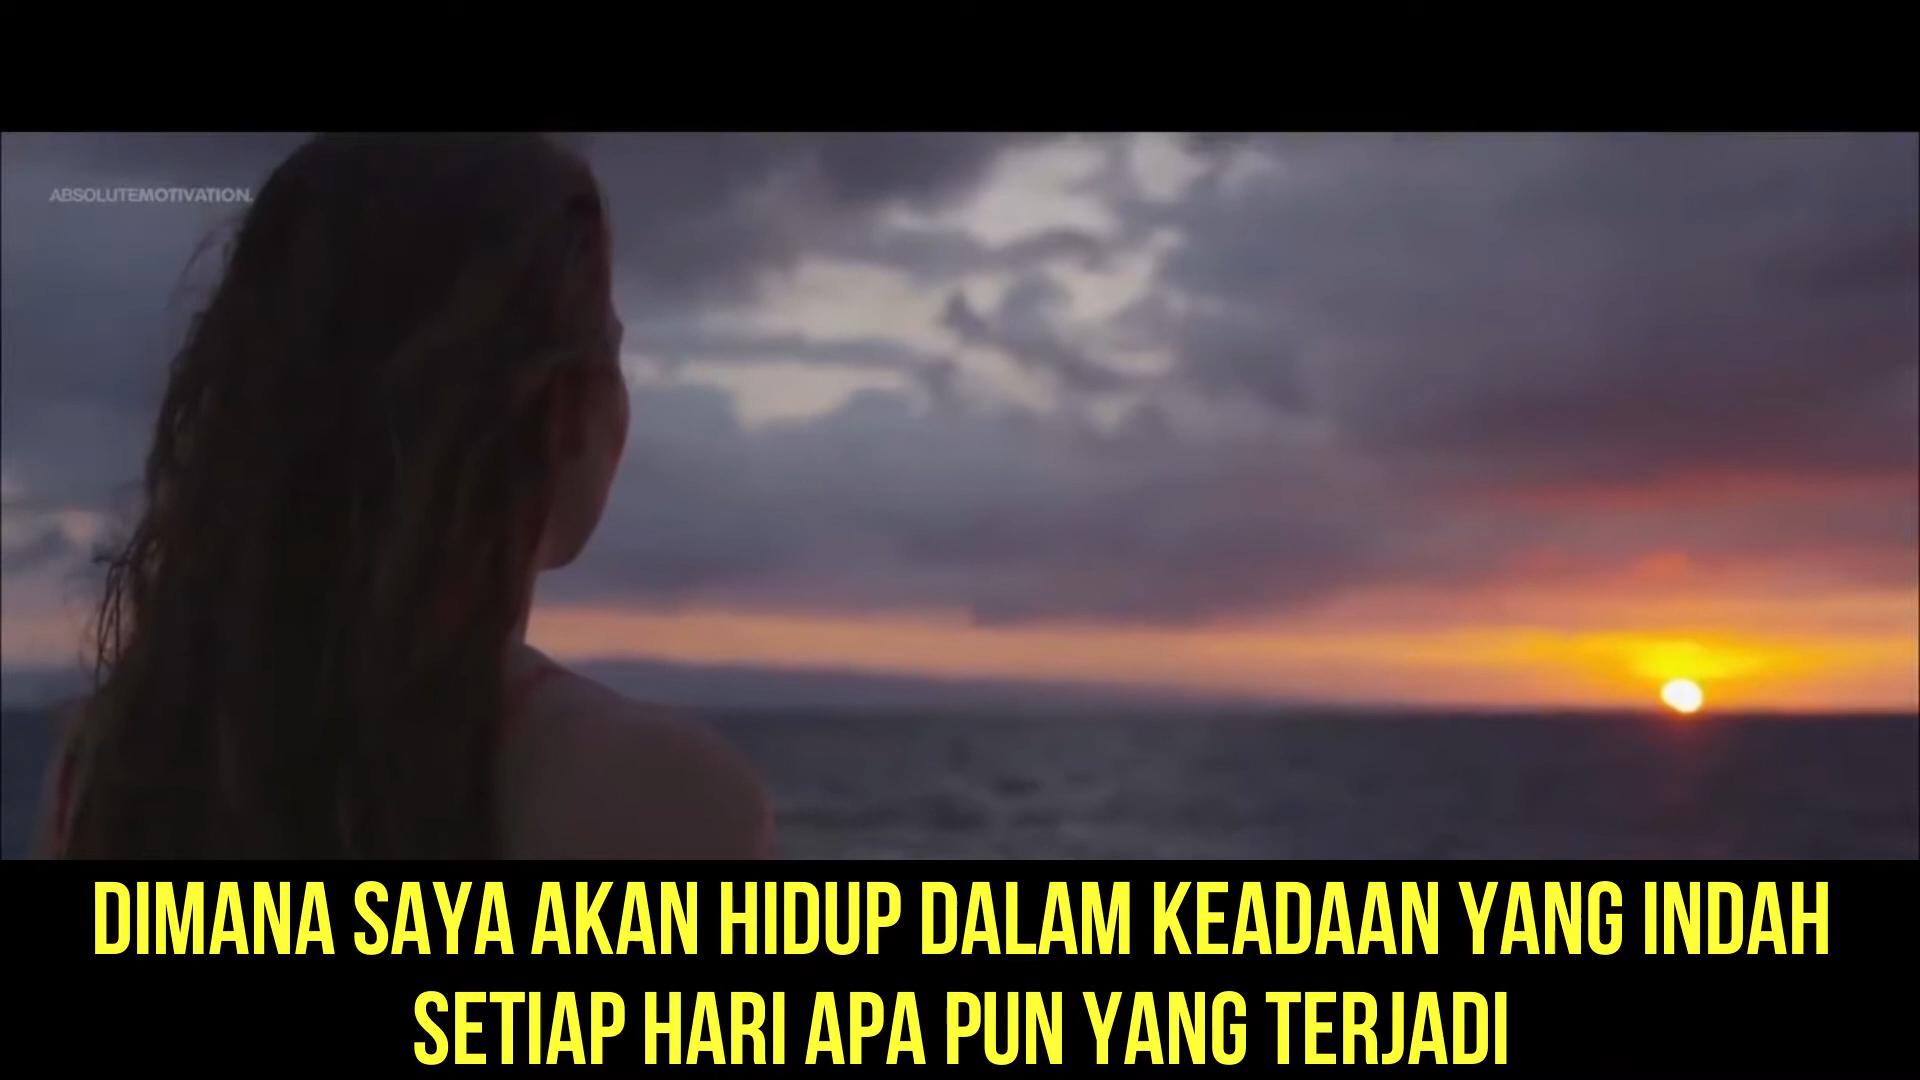 ABSOLUTEMOTIVATION.
DIMANA SAYA AKAN HIDUP DALAM KEADAAN YANG INDAH
SETIAP HARI APA PUN YANG TERJADI